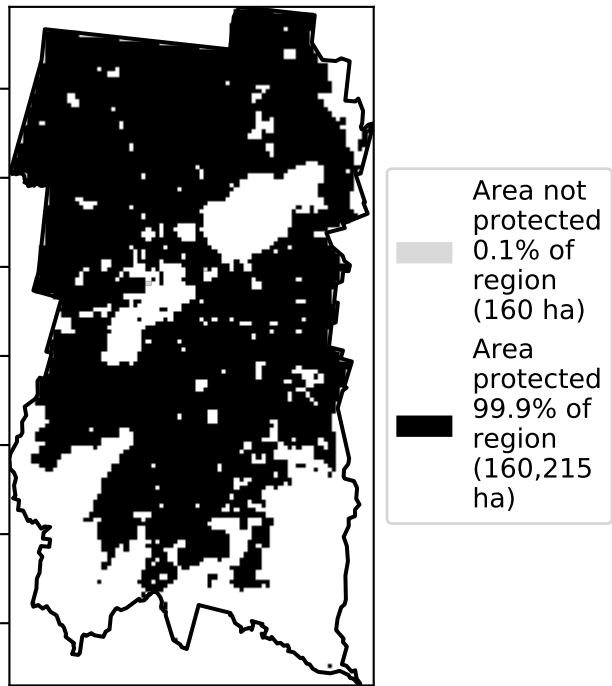 Area not
protected
0.1% of
region
(160 ha)
Area
protected
99.9% of
region
(160,215
ha)